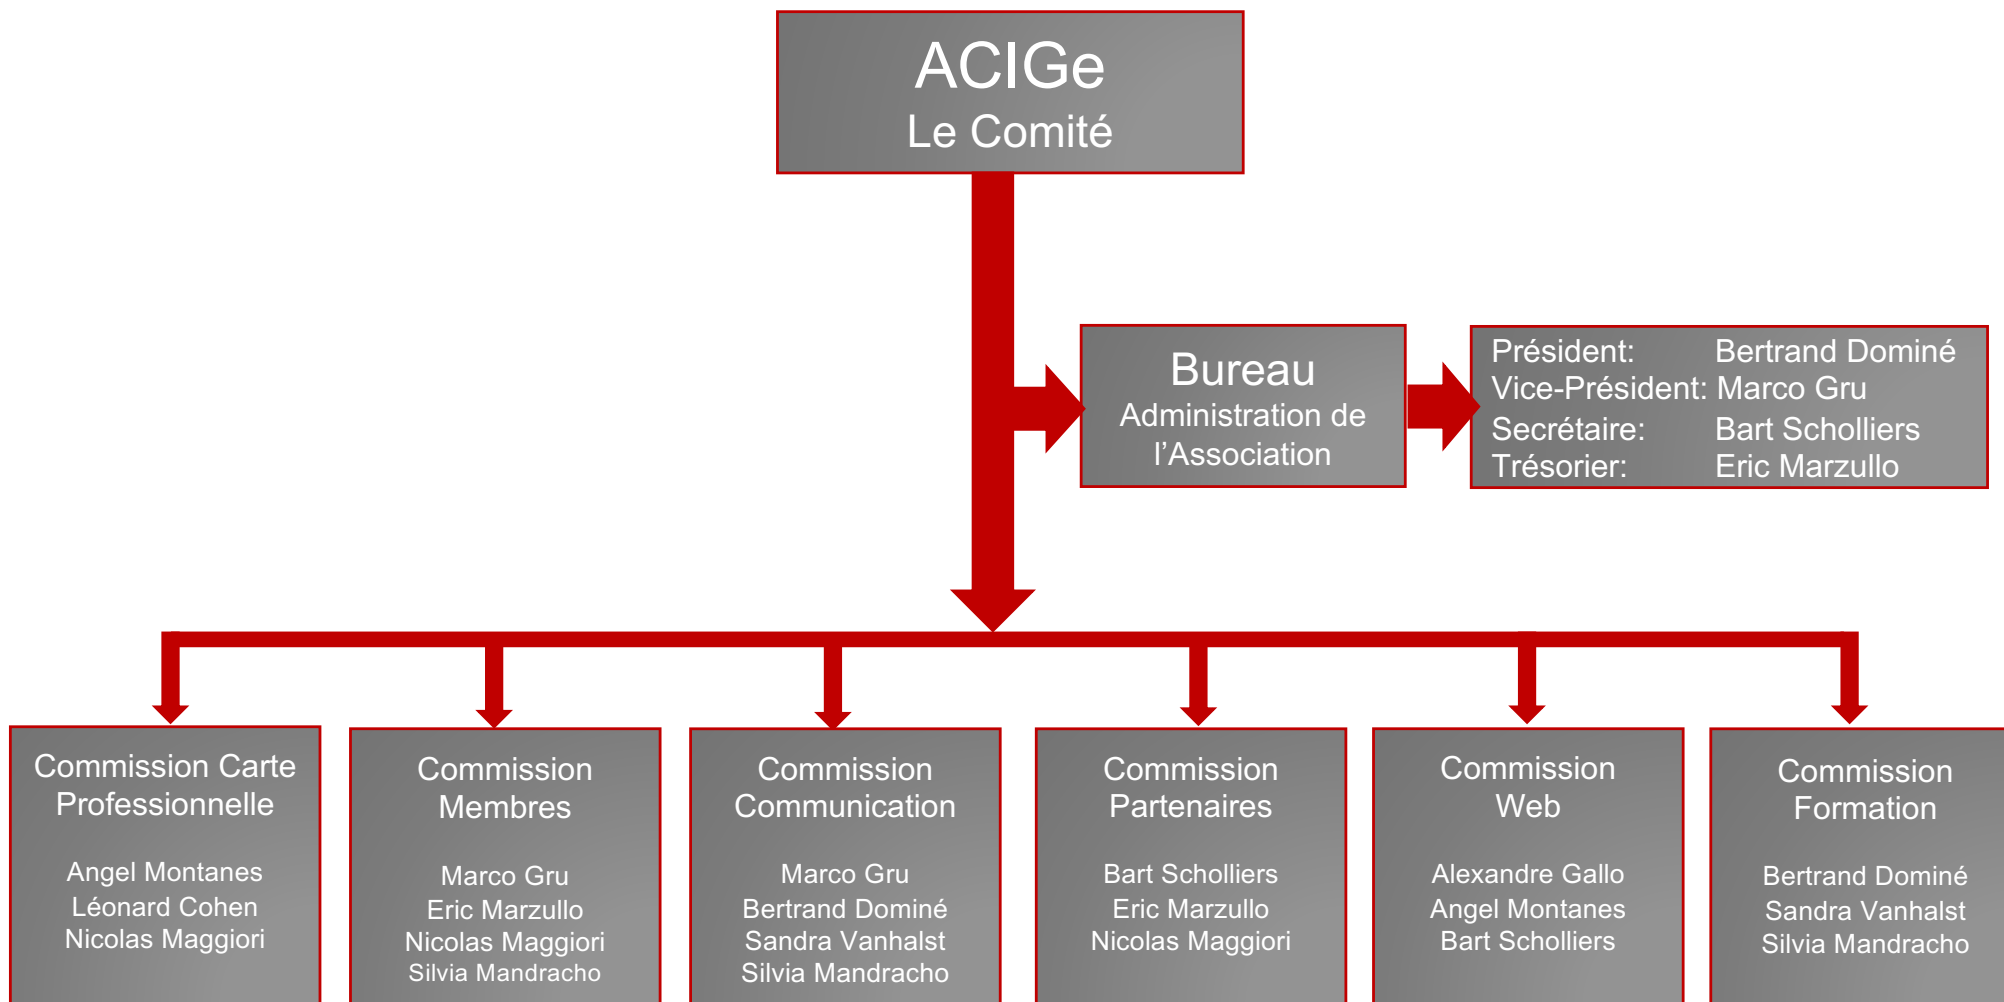 ACIGe
Le Comité
Bureau
Administration de
l’Association
Président: Bertrand Dominé
Vice-Président: Marco Gru
Secrétaire: Bart Scholliers
Trésorier: Eric Marzullo
Commission Carte
Professionnelle
Angel Montanes
Léonard Cohen
Nicolas Maggiori
Commission
Membres
Marco Gru
Eric Marzullo
Nicolas Maggiori
Silvia Mandracho
Commission
Communication
Marco Gru
Bertrand Dominé
Sandra Vanhalst
Silvia Mandracho
Commission
Partenaires
Bart Scholliers
Eric Marzullo
Nicolas Maggiori
Commission
Web
Alexandre Gallo
Angel Montanes
Bart Scholliers
Commission
Formation
Bertrand Dominé
Sandra Vanhalst
Silvia Mandracho